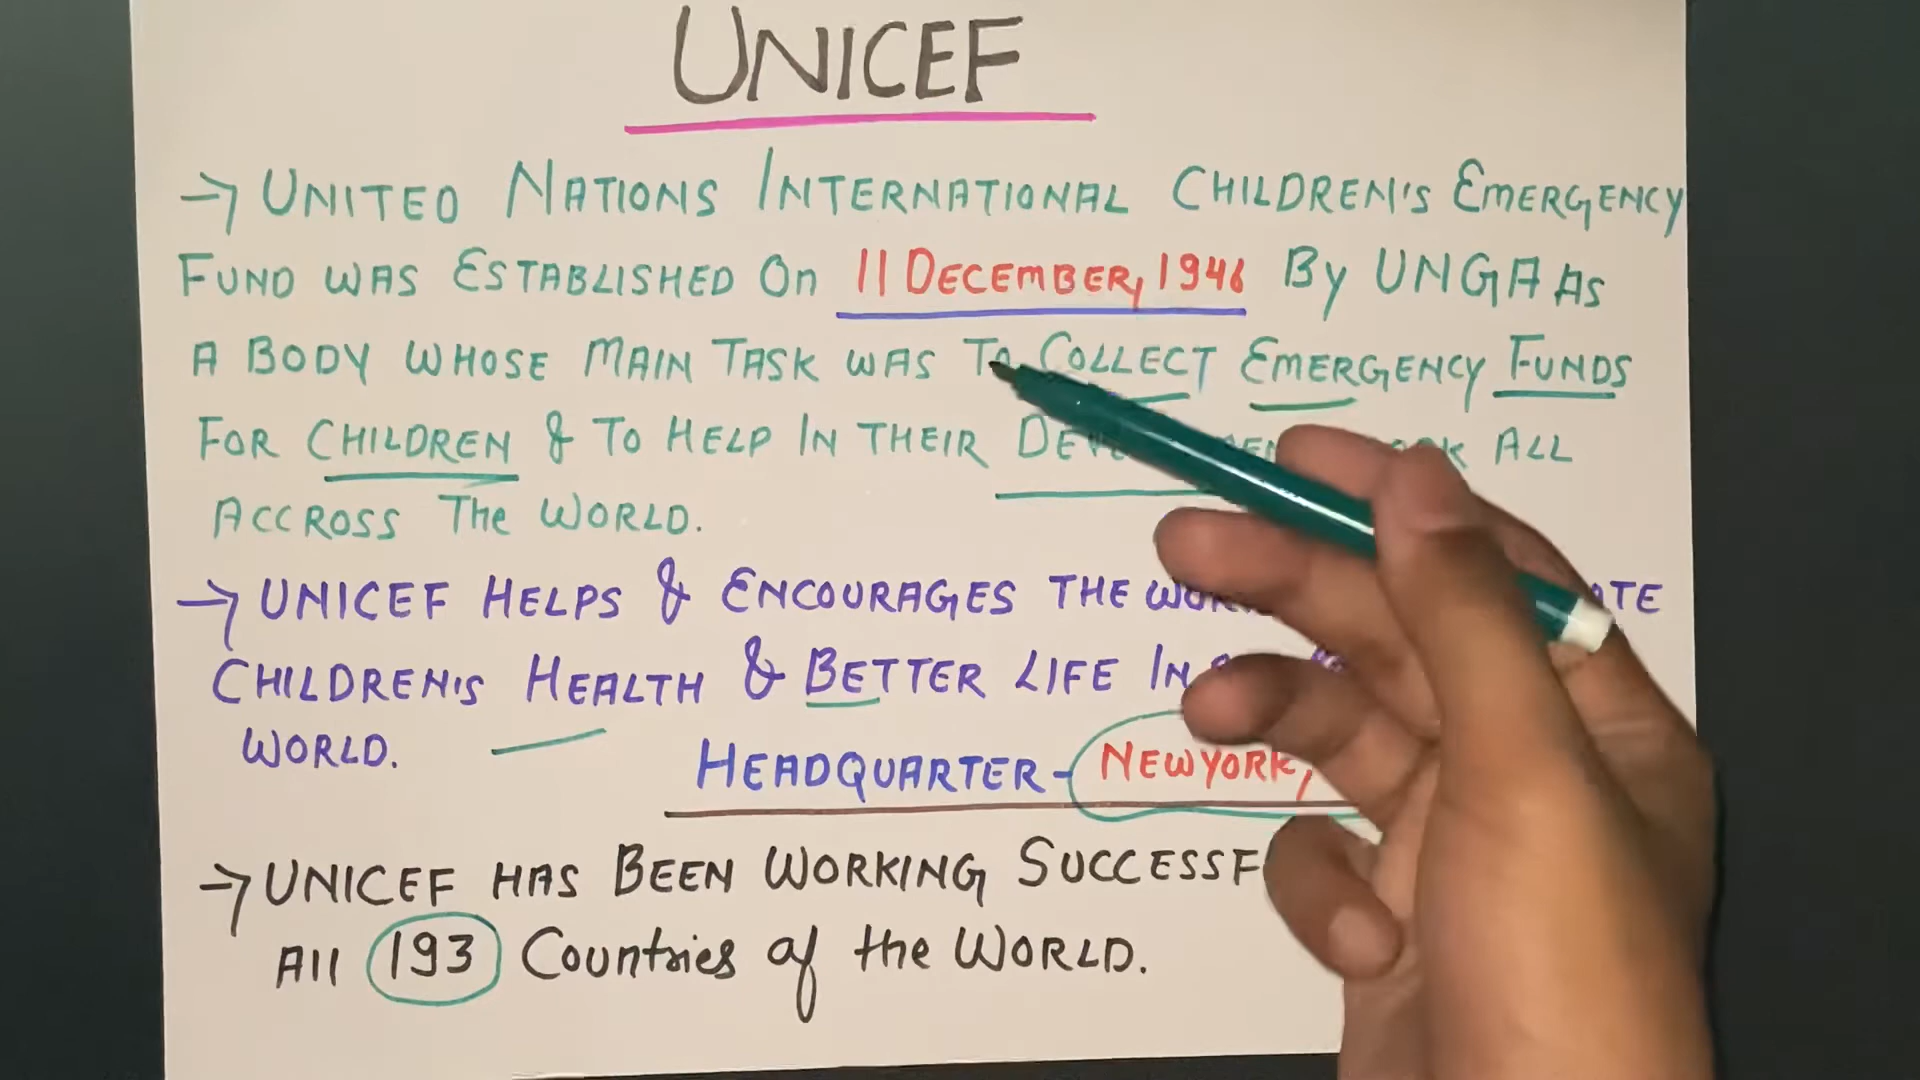 UNICEF
→ UNITED NATIONS INTERNATIONAL CHILDREN'S EMERGENCY
FUND WAS ESTABLISHED ON 11 DECEMBER, 1946 By UNGA AS
A BODY WHOSE MAIN TASK WAS TO COLLECT EMERGENCY FUNDS
FOR CHILDREN & TO HELP IN THEIR ALL
ACCROSS THE WORLD.
→ UNICEF HELPS & ENCOURAGES THE
CHILDREN'S HEALTH & BETTER LIFE IN
WORLD.
HEADQUARTER - NEWYORK,
→ UNICEF HAS BEEN WORKING
All 193 Countries of the WORLD.